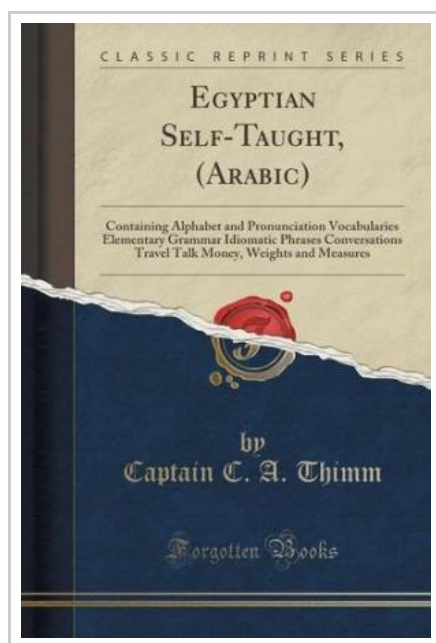 CLASSIC REPRINT SERIES
EGYPTIAN
SELF-TAUGHT,
(ARABIC)
Containing Alphabet and Pronunciation Vocabularies
Elementary Grammar Idiomatic Phrases Conversations
Travel Talk Money, Weights and Measures
by
Captain C. A. Thimm
Forgotten Books